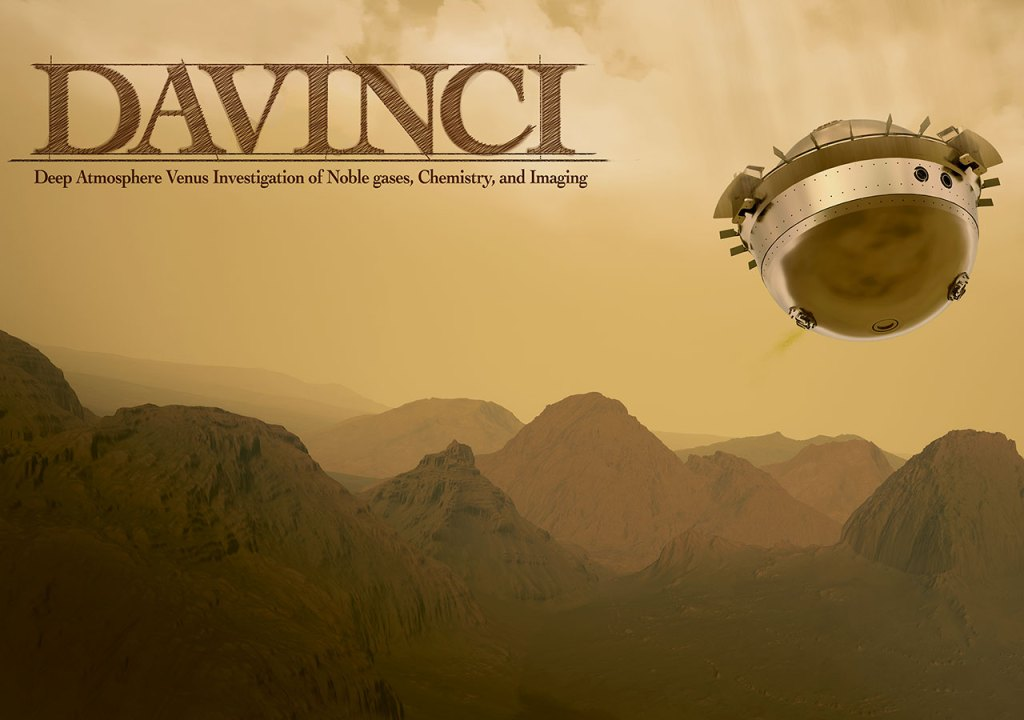 DAVINCI
Deep Atmosphere Venus Investigation of Noble gases, Chemistry, and Imaging